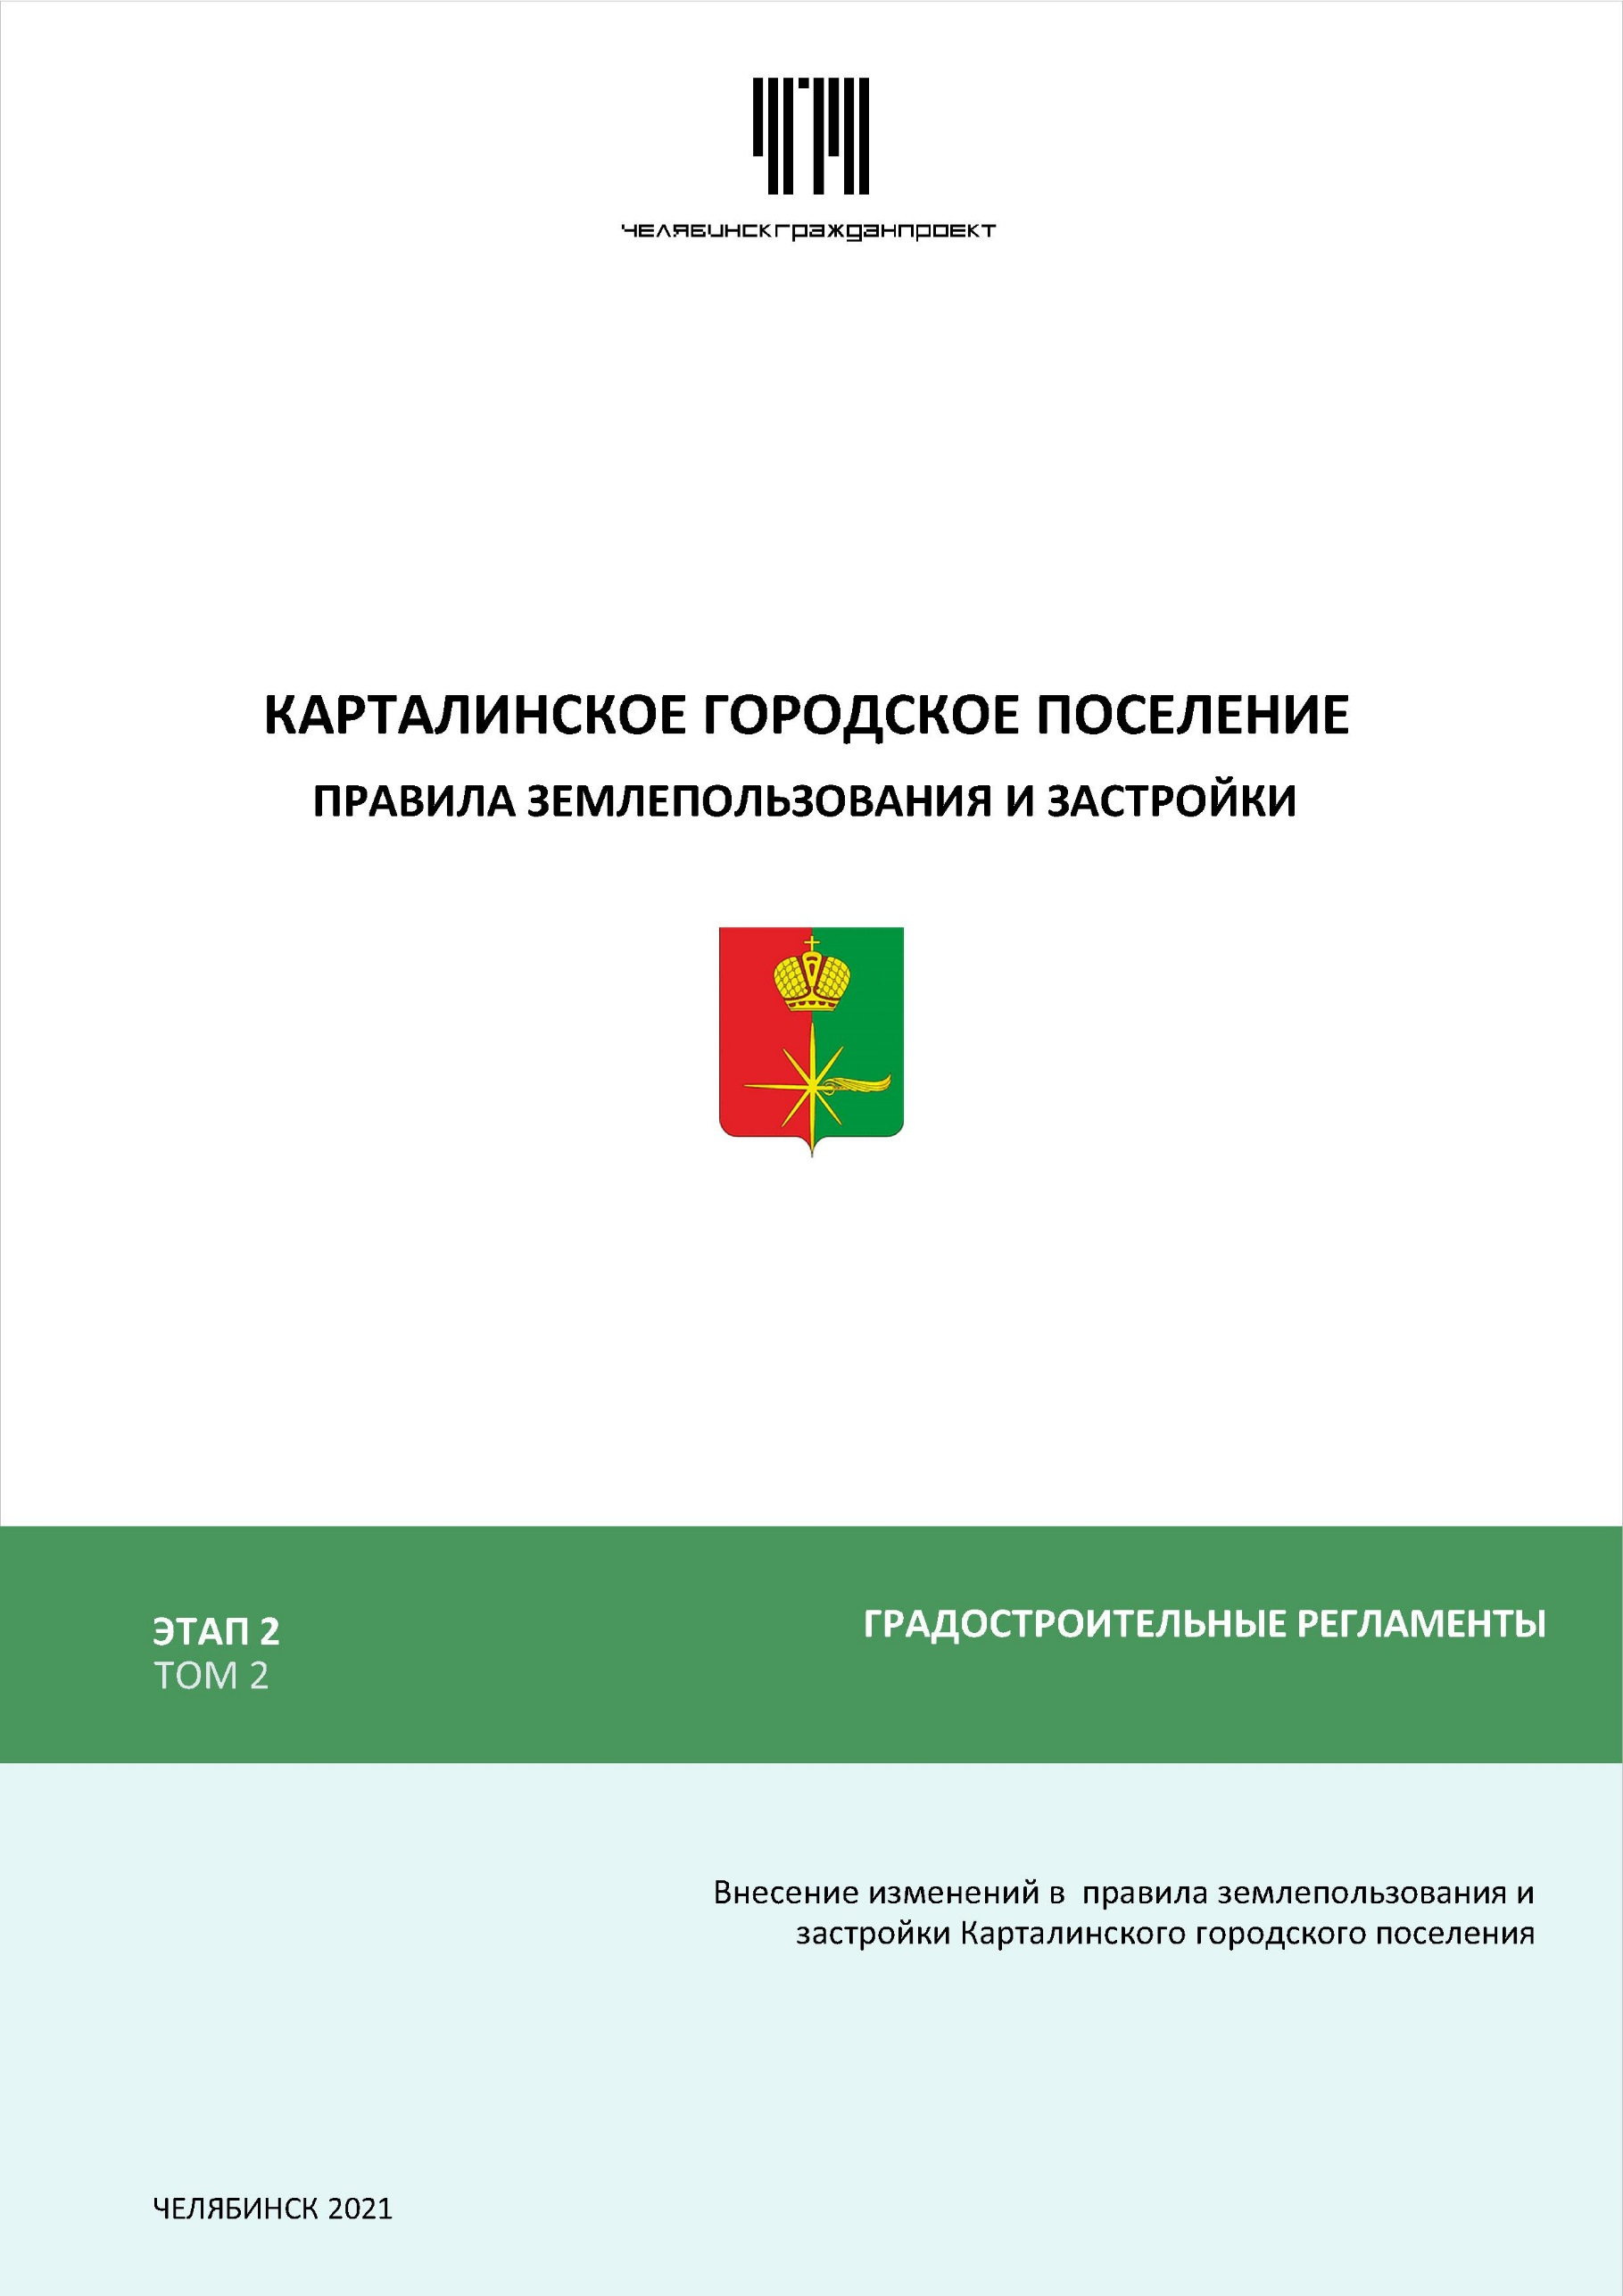 ЧЕЛЯБИНСКГРАЖДАНПРОЕКТ
КАРТАЛИНСКОЕ ГОРОДСКОЕ ПОСЕЛЕНИЕ
ПРАВИЛА ЗЕМЛЕПОЛЬЗОВАНИЯ И ЗАСТРОЙКИ
ЭТАП 2
ТОМ 2
ГРАДОСТРОИТЕЛЬНЫЕ РЕГЛАМЕНТЫ
Внесение изменений в правила землепользования и
застройки Карталинского городского поселения
ЧЕЛЯБИНСК 2021